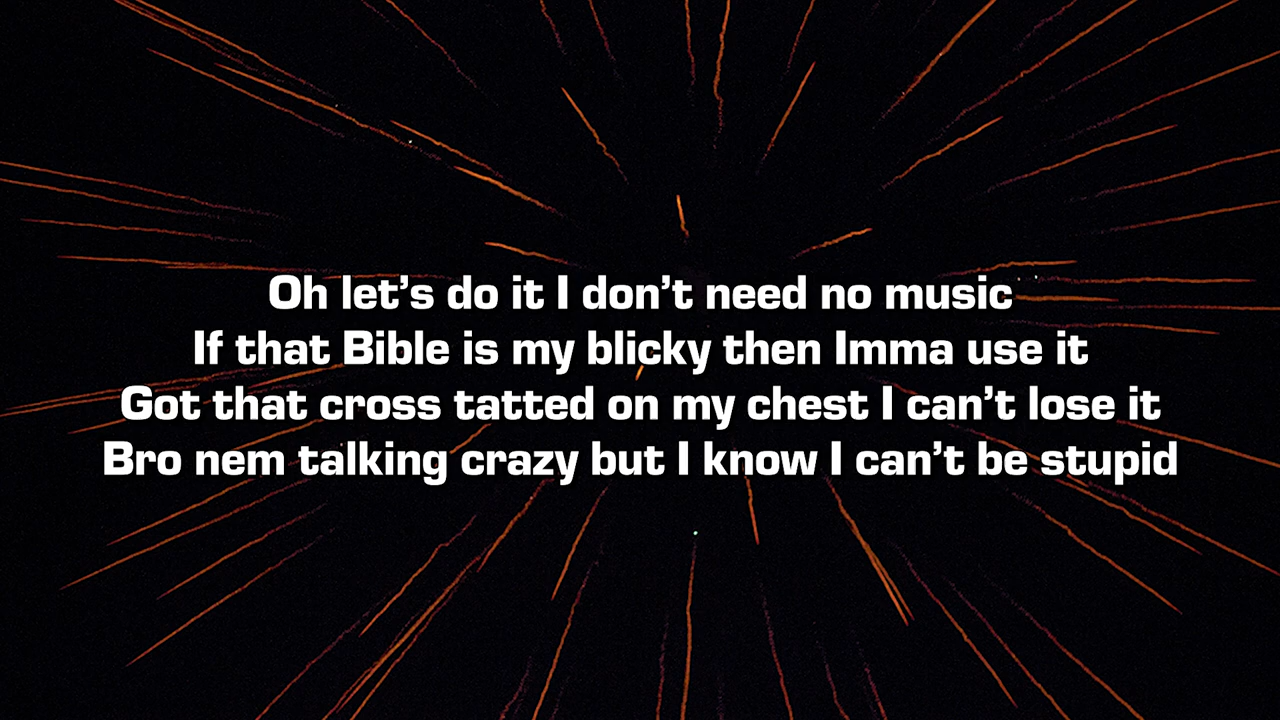 Oh let’s do it I don’t need no music
If that Bible is my blicky then Imma use it
Got that cross tatted on my chest I can’t lose it
Bro nem talking crazy but I know I can’t be stupid